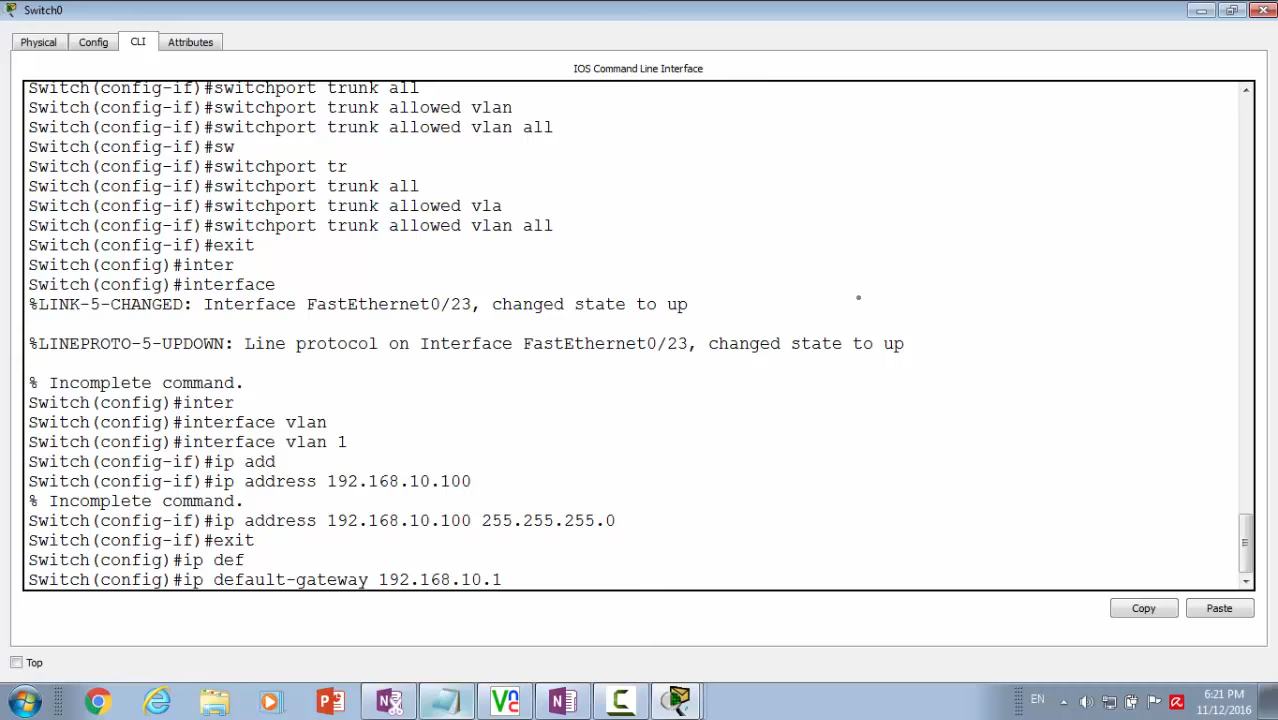 Switch0
Physical Config CLI Attributes
IOS Command Line Interface
Switch(config-if)#switchport trunk all
Switch(config-if)#switchport trunk allowed vlan
Switch(config-if)#switchport trunk allowed vlan all
Switch(config-if)#sw
Switch(config-if)#switchport tr
Switch(config-if)#switchport trunk all
Switch(config-if)#switchport trunk allowed vla
Switch(config-if)#switchport trunk allowed vlan all
Switch(config-if)#exit
Switch(config)#inter
Switch(config)#interface
%LINK-5-CHANGED: Interface FastEthernet0/23, changed state to up
%LINEPROTO-5-UPDOWN: Line protocol on Interface FastEthernet0/23, changed state to up
% Incomplete command.
Switch(config)#inter
Switch(config)#interface vlan
Switch(config)#interface vlan 1
Switch(config-if)#ip add
Switch(config-if)#ip address 192.168.10.100
% Incomplete command.
Switch(config-if)#ip address 192.168.10.100 255.255.255.0
Switch(config-if)#exit
Switch(config)#ip def
Switch(config)#ip default-gateway 192.168.10.1
Copy Paste
Top
EN
6:21 PM
11/12/2016